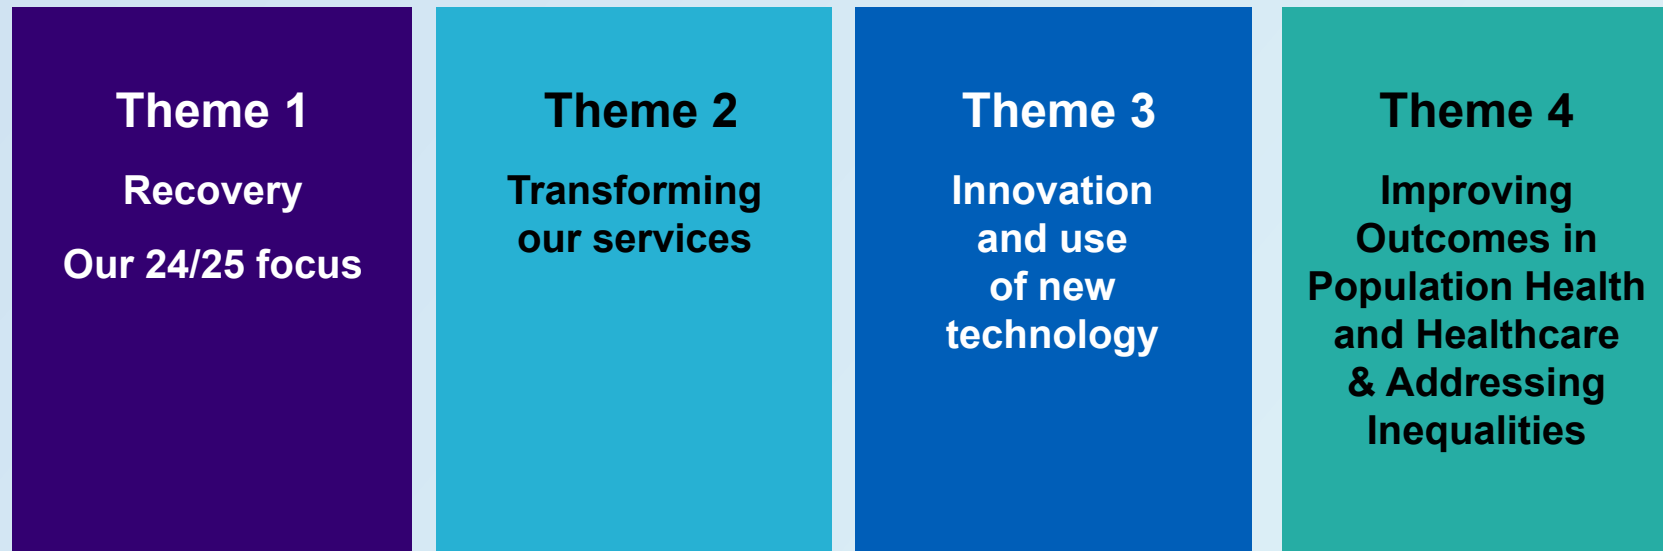 Theme 1
Recovery
Our 24/25 focus
Theme 2
Transforming
our services
Theme 3
Innovation
and use
of new
technology
Theme 4
Improving
Outcomes in
Population Health
and Healthcare
& Addressing
Inequalities